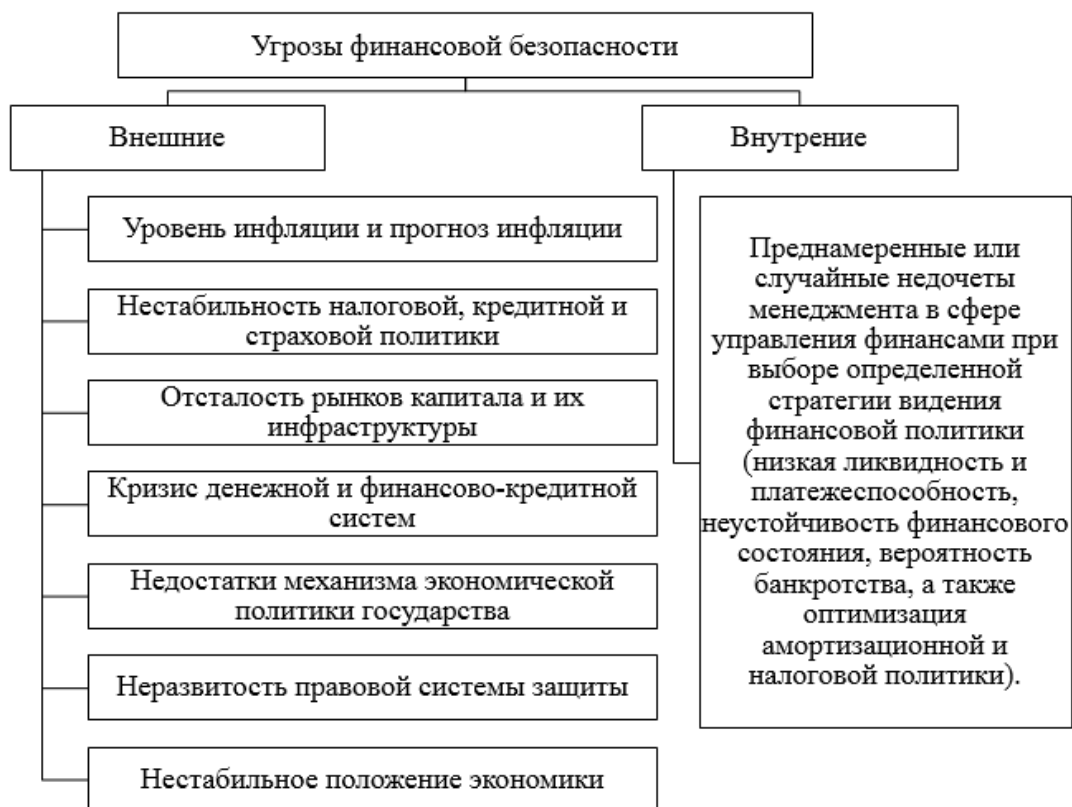 Угрозы финансовой безопасности
Внешние
Внутрение
Уровень инфляции и прогноз инфляции
Нестабильность налоговой, кредитной и
страховой политики
Отсталость рынков капитала и их
инфраструктуры
Кризис денежной и финансово-кредитной
систем
Недостатки механизма экономической
политики государства
Неразвитость правовой системы защиты
Нестабильное положение экономики
Преднамеренные или
случайные недочеты
менеджмента в сфере
управления финансами при
выборе определенной
стратегии видения
финансовой политики
(низкая ликвидность и
платежеспособность,
неустойчивость финансового
состояния, вероятность
банкротства, а также
оптимизация
амортизационной и
налоговой политики).